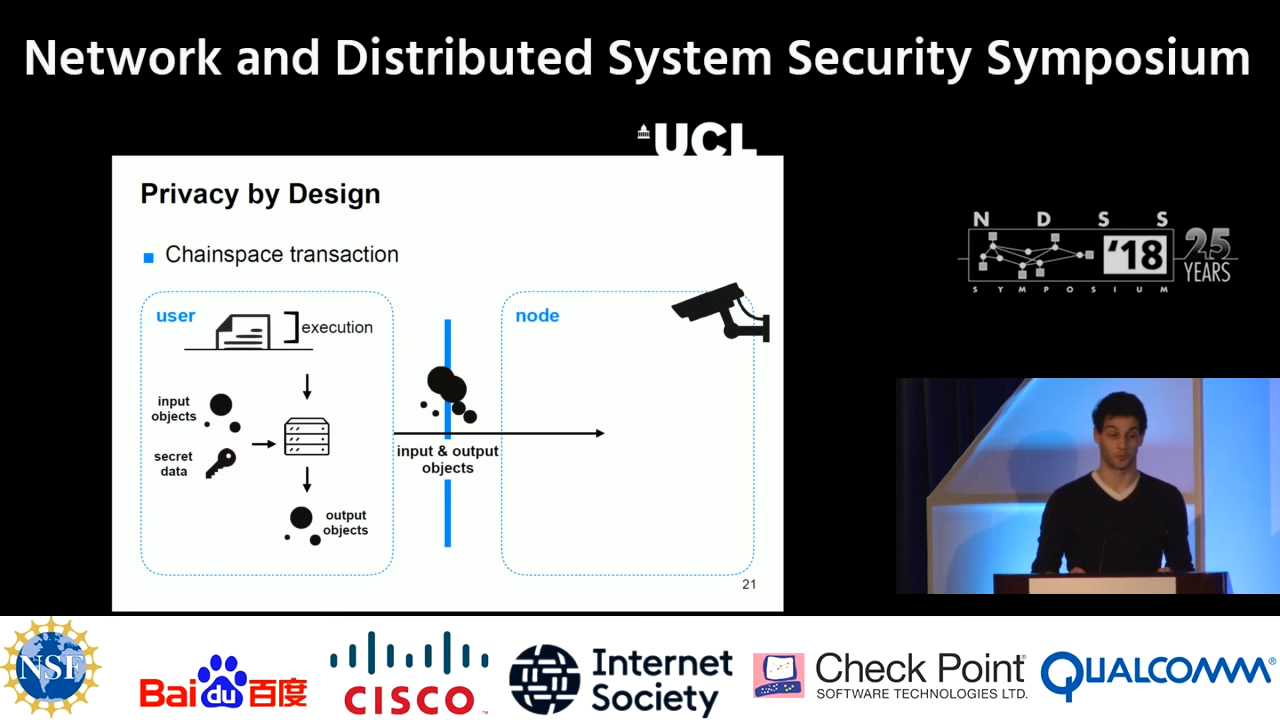 Network and Distributed System Security Symposium
UCL
Privacy by Design
Chainspace transaction
user
execution
input
objects
secret
data
output
objects
input & output
objects
node
21
N D S S
'18
25
YEARS
SYMPOSIUM
NSF
Bai du 百度
CISCO
Internet
Society
Check Point
SOFTWARE TECHNOLOGIES LTD.
QUALCOMM